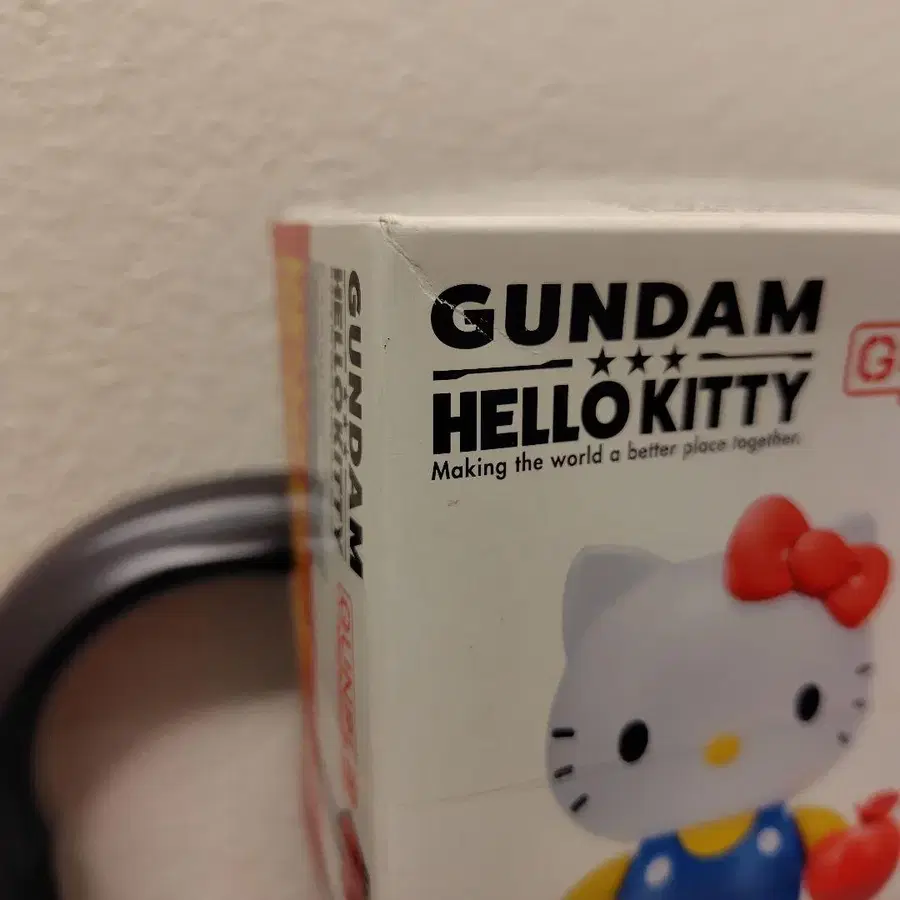 GUNDAM
★★★
HELLO KITTY
Making the world a better place together.
G
GUNDAM
HELLO KITTY